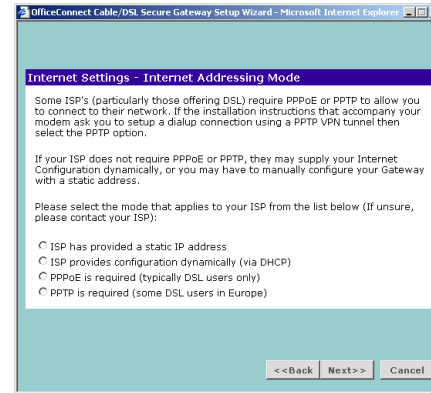 OfficeConnect Cable/DSL Secure Gateway Setup Wizard - Microsoft Internet Explorer
Internet Settings - Internet Addressing Mode
Some ISP's (particularly those offering DSL) require PPPoE or PPTP to allow you
to connect to their network. If the installation instructions that accompany your
modem ask you to setup a dialup connection using a PPTP VPN tunnel then
select the PPTP option.
If your ISP does not require PPPoE or PPTP, they may supply your Internet
Configuration dynamically, or you may have to manually configure your Gateway
with a static address.
Please select the mode that applies to your ISP from the list below (If unsure,
please contact your ISP):
ISP has provided a static IP address
ISP provides configuration dynamically (via DHCP)
PPPoE is required (typically DSL users only)
PPTP is required (some DSL users in Europe)
<<Back Next>> Cancel